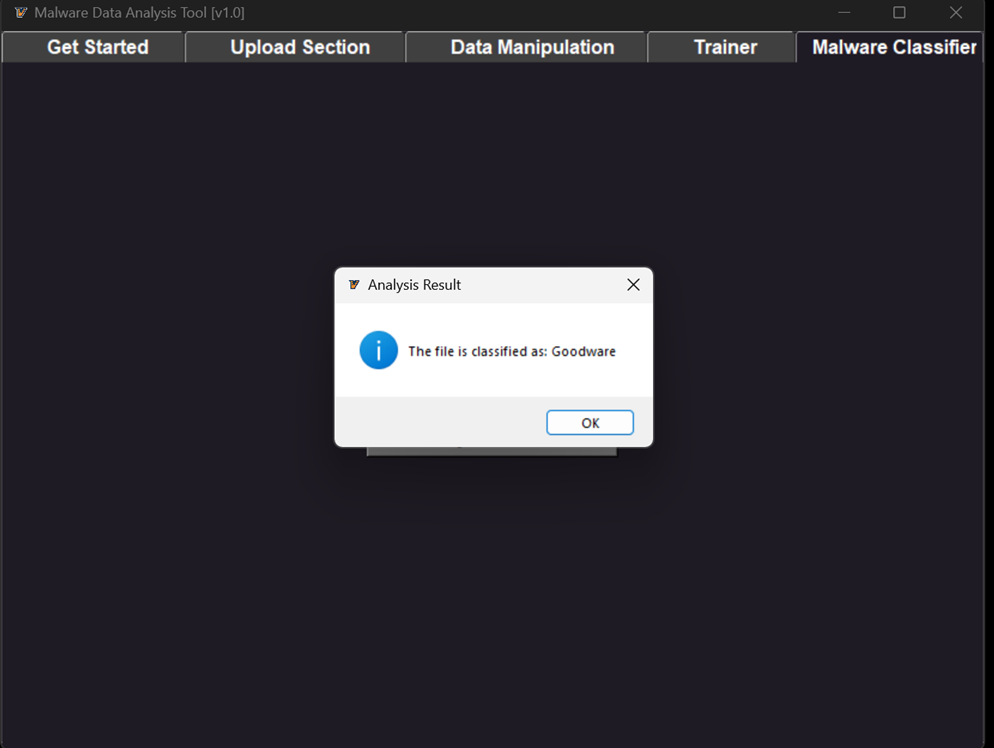 Malware Data Analysis Tool [v1.0]
Get Started Upload Section Data Manipulation Trainer Malware Classifier
Analysis Result
The file is classified as: Goodware
OK